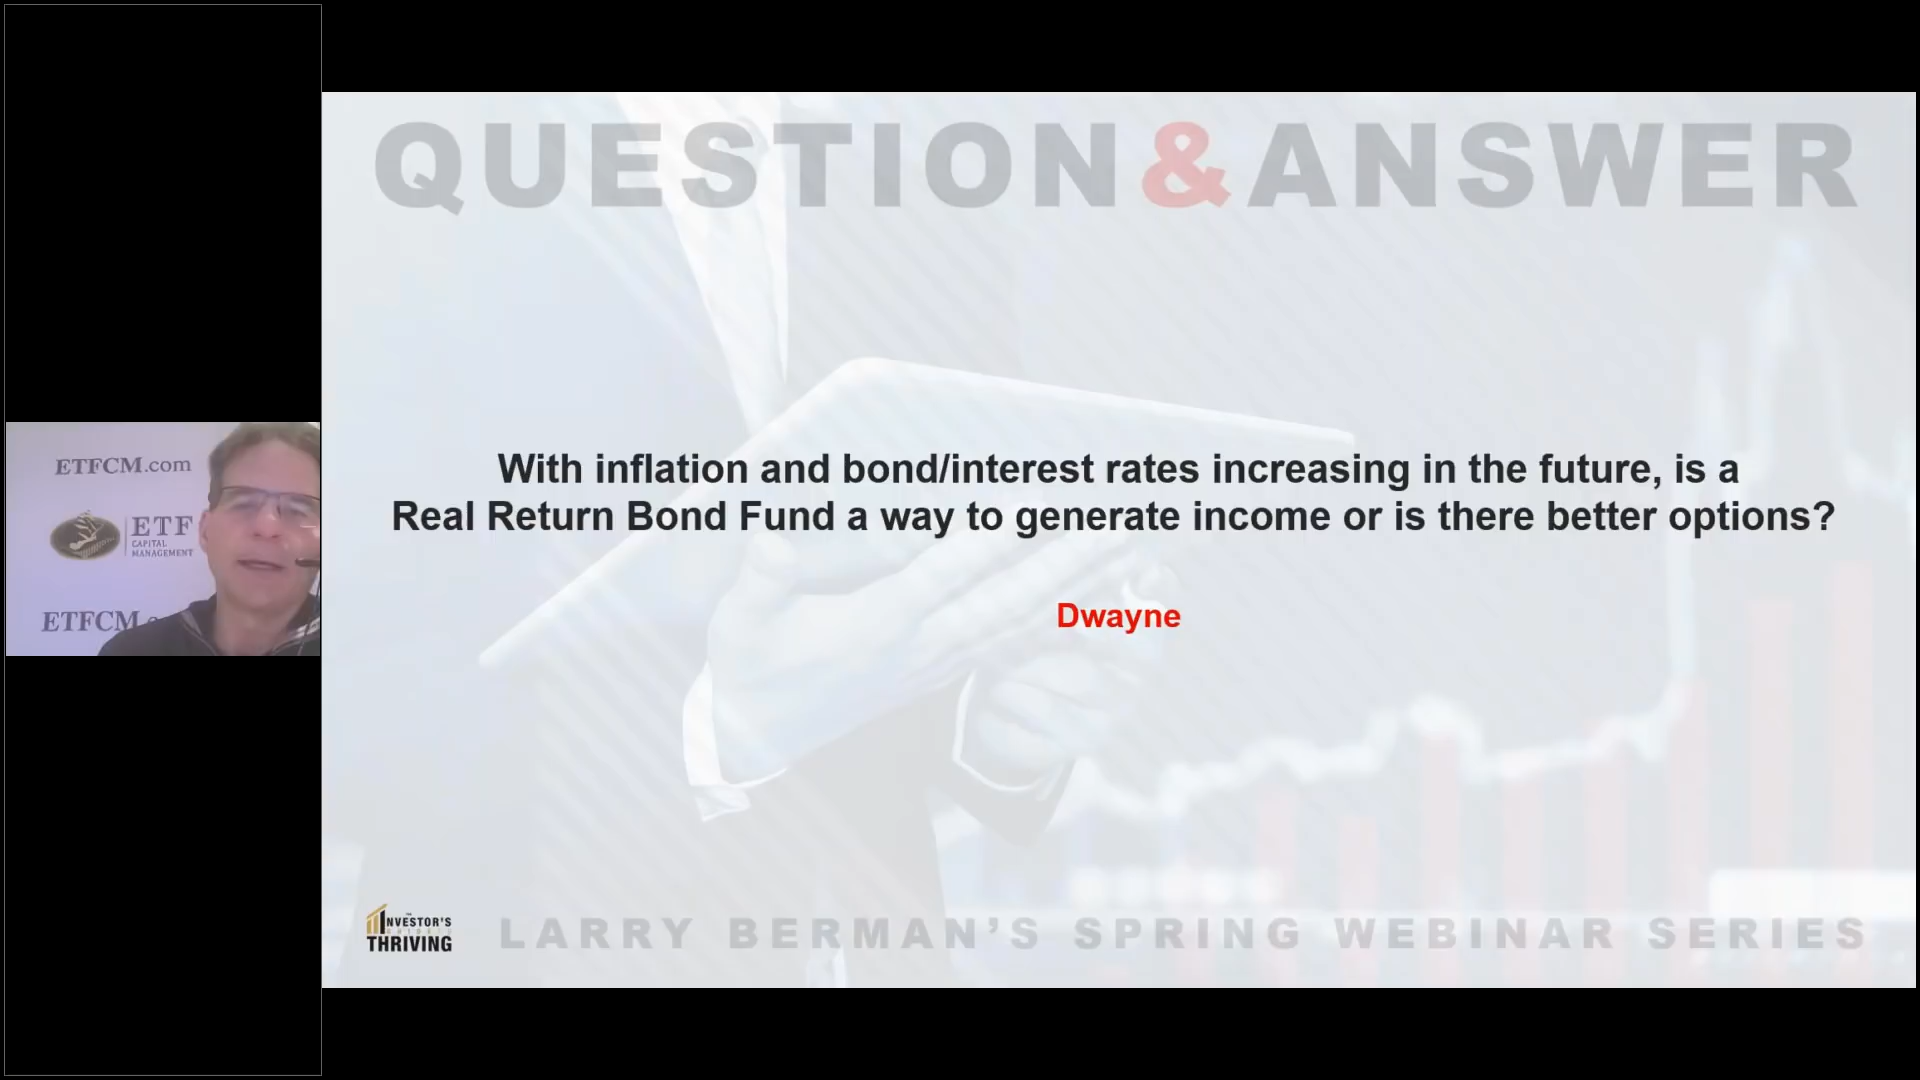 QUESTION&ANSWER
ETFCM.com
ETF
CAPITAL
MANAGEMENT
ETFCM
With inflation and bond/interest rates increasing in the future, is a
Real Return Bond Fund a way to generate income or is there better options?
Dwayne
INVESTOR'S
THRIVING
LARRY BERMAN'S SPRING WEBINAR SERIES